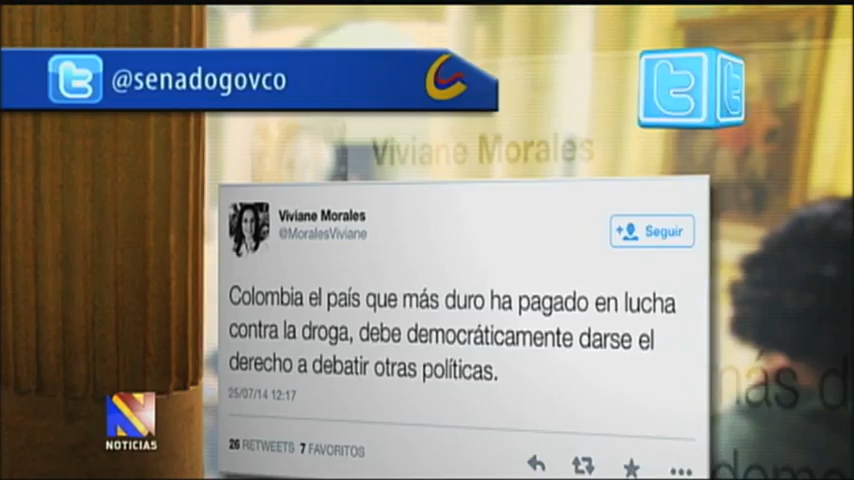 @senadogovco
Viviane Morales
Viviane Morales
@MoralesViviane
Seguir
Colombia el país que más duro ha pagado en lucha
contra la droga, debe democráticamente darse el
derecho a debatir otras políticas.
25/07/14 12:17
26 RETWEETS 7 FAVORITOS
más d
demo
N
NOTICIAS